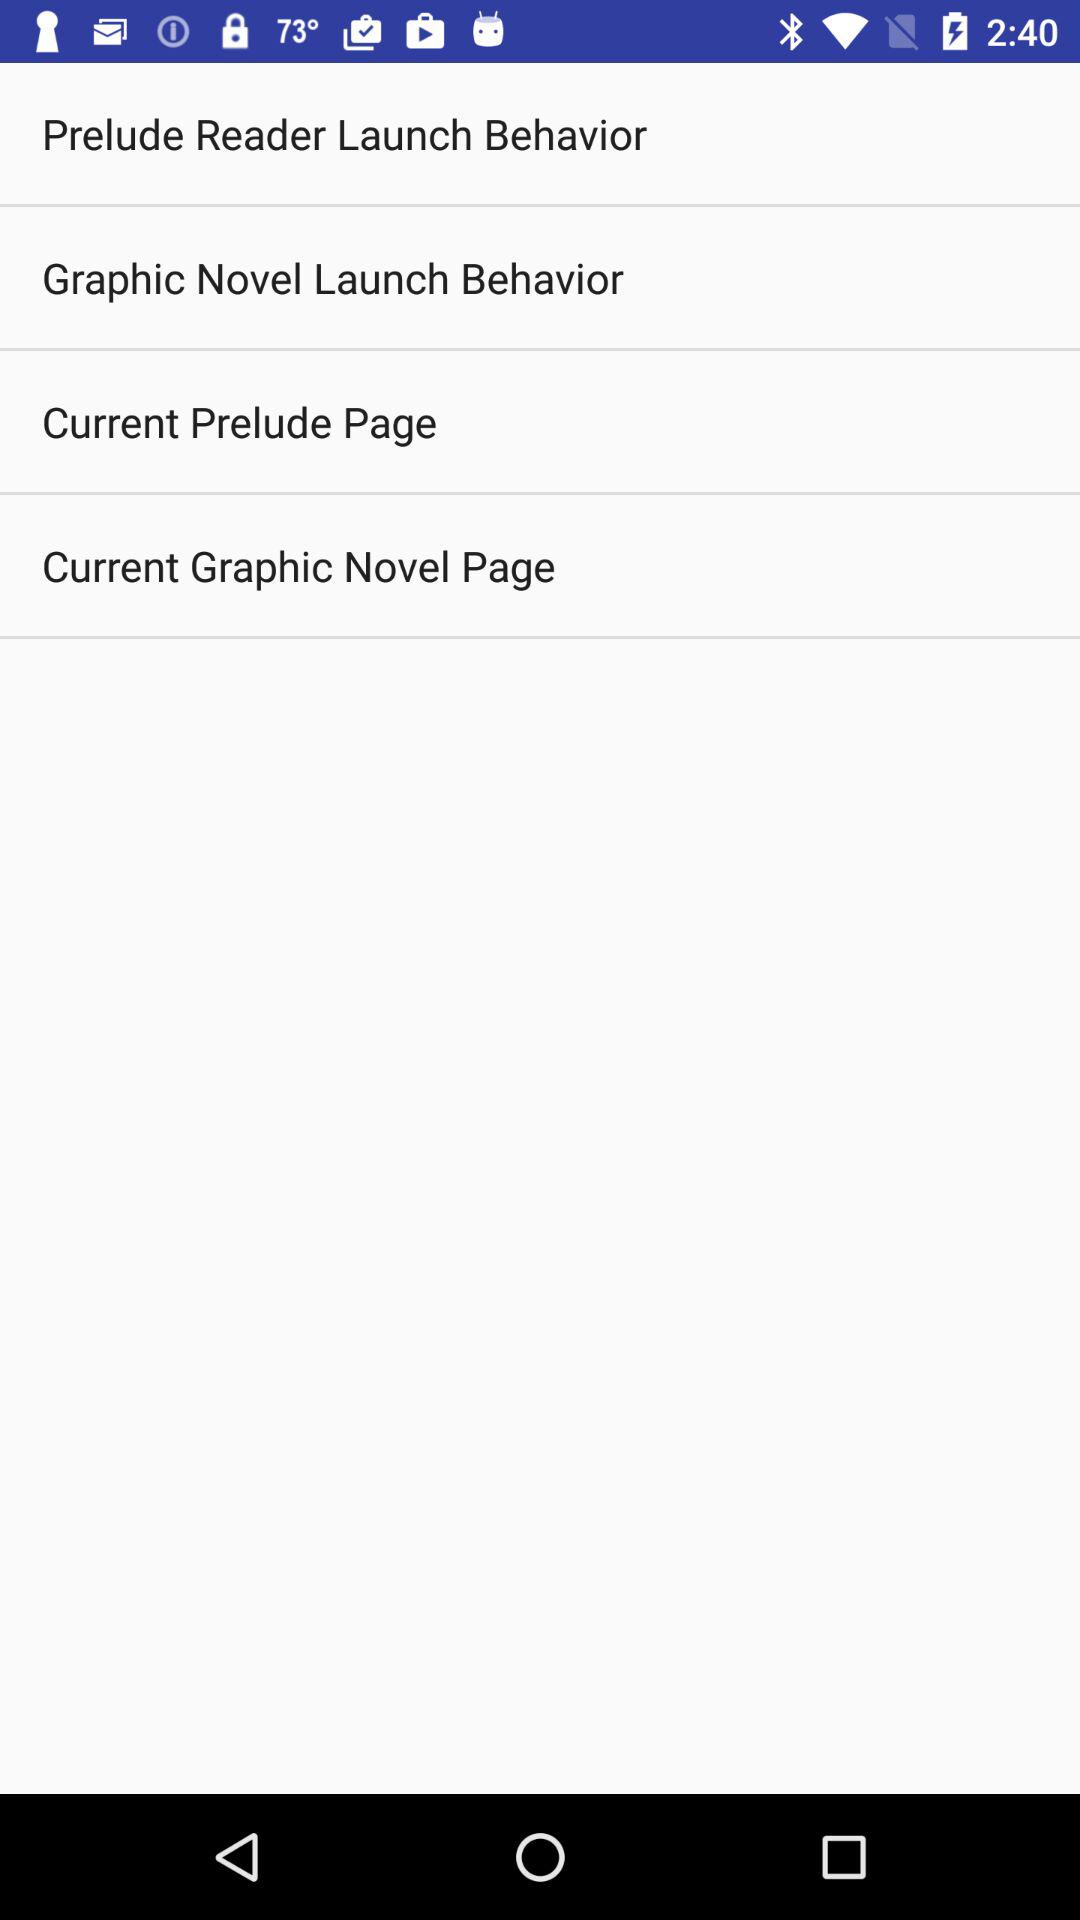 73° 2:40
Prelude Reader Launch Behavior
Graphic Novel Launch Behavior
Current Prelude Page
Current Graphic Novel Page